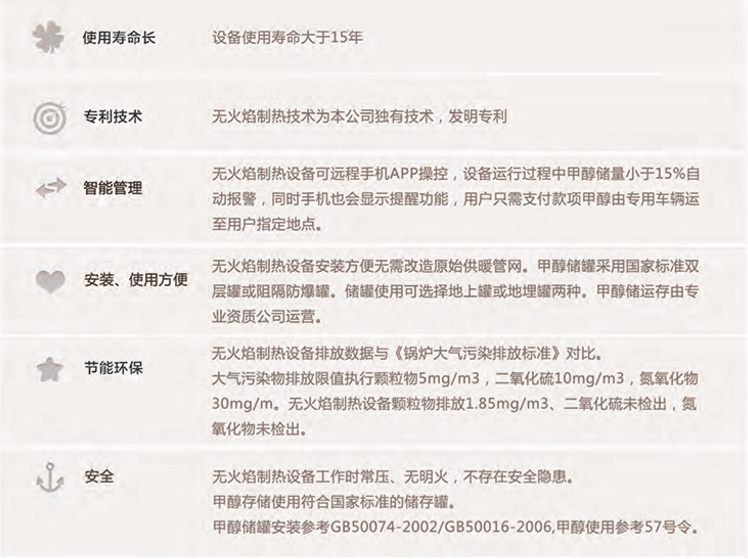 使用寿命长
设备使用寿命大于15年
专利技术
无火焰制热技术为本公司独有技术，发明专利
智能管理
无火焰制热设备可远程手机APP操控，设备运行过程中甲醇储量小于15%自
动报警，同时手机也会显示提醒功能，用户只需支付款项甲醇由专用车辆运
至用户指定地点。
安装、使用方便
无火焰制热设备安装方便无需改造原始供暖管网。甲醇储罐采用国家标准双
层罐或阻隔防爆罐。储罐使用可选择地上罐或地埋罐两种。甲醇储运存由专
业资质公司运营。
节能环保
无火焰制热设备排放数据与《锅炉大气污染排放标准》对比。
大气污染物排放限值执行颗粒物5mg/m3，二氧化硫10mg/m3，氮氧化物
30mg/m。无火焰制热设备颗粒物排放1.85mg/m3、二氧化硫未检出，氮
氧化物未检出。
安全
无火焰制热设备工作时常压、无明火，不存在安全隐患。
甲醇存储使用符合国家标准的储存罐。
甲醇储罐安装参考GB50074-2002/GB50016-2006,甲醇使用参考57号令。